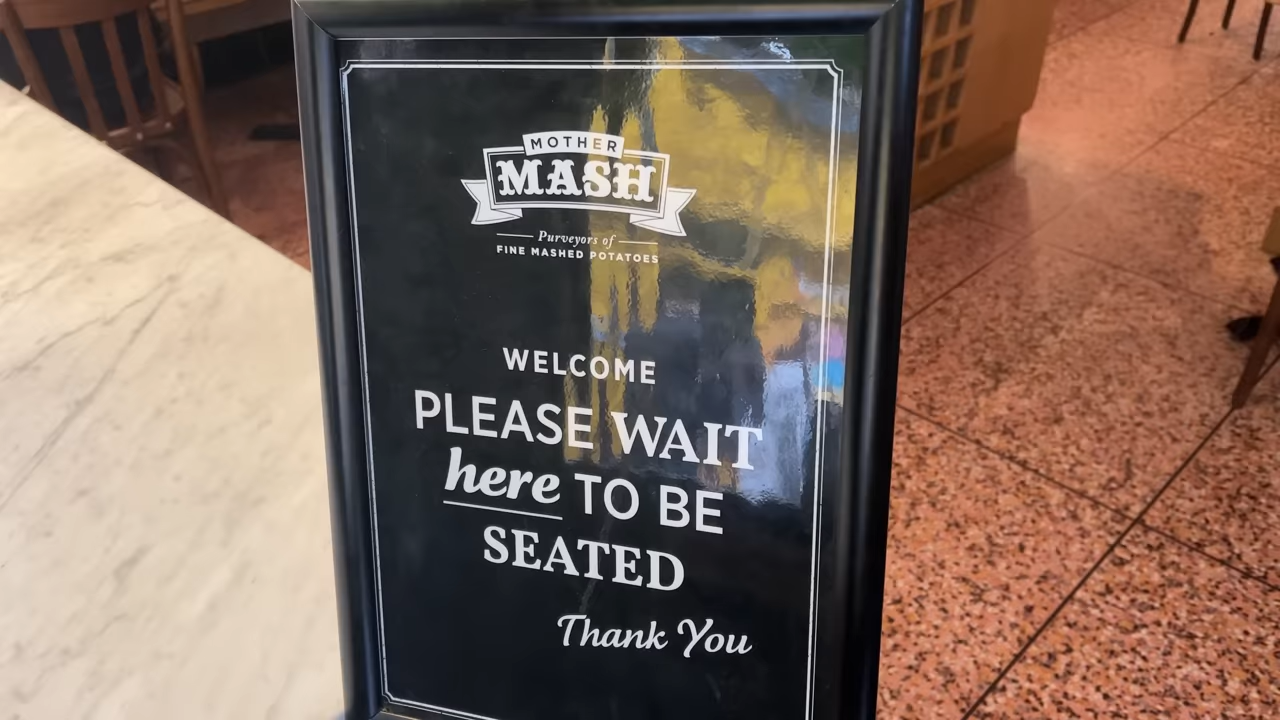 MOTHER
MASH
Purveyors of
FINE MASHED POTATOES
WELCOME
PLEASE WAIT
here TO BE
SEATED
Thank You